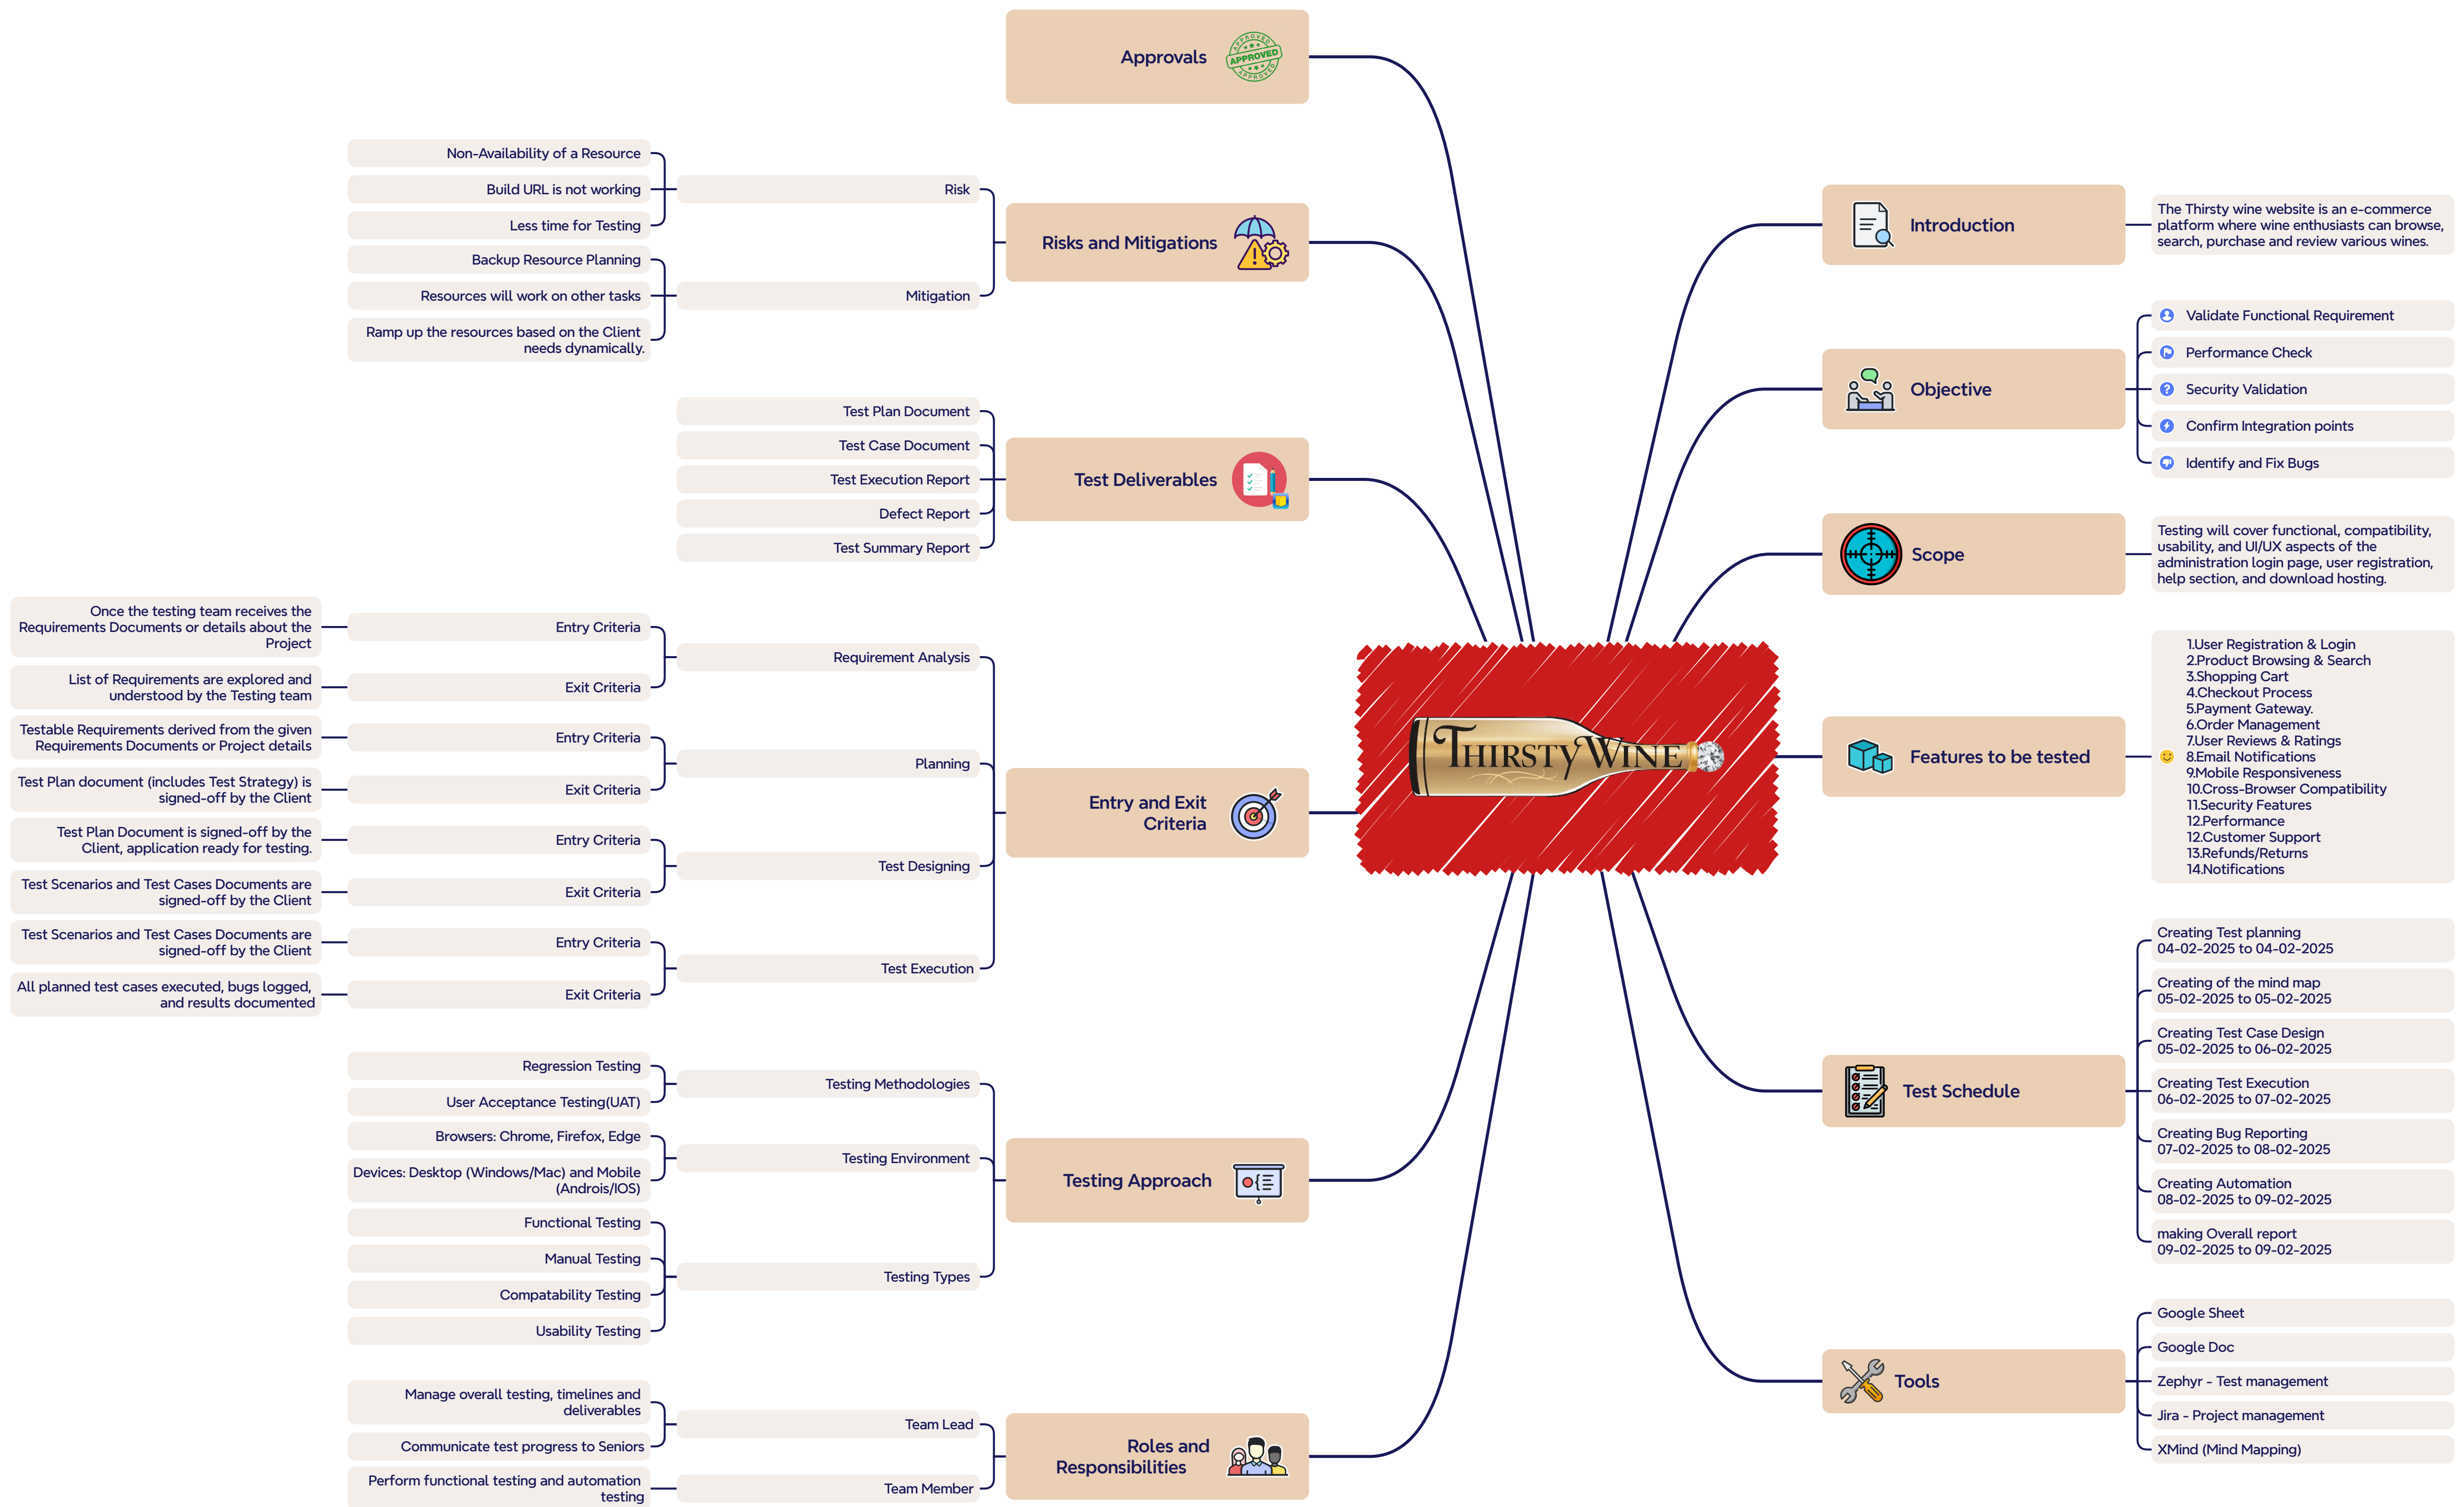 Approvals
APPROVED
APPROVED
APPROVED
Risks and Mitigations
Risk
Non-Availability of a Resource
Build URL is not working
Less time for Testing
Mitigation
Backup Resource Planning
Resources will work on other tasks
Ramp up the resources based on the Client
needs dynamically.
Test Deliverables
Test Plan Document
Test Case Document
Test Execution Report
Defect Report
Test Summary Report
Entry and Exit
Criteria
Requirement Analysis
Entry Criteria
Once the testing team receives the
Requirements Documents or details about the
Project
Exit Criteria
List of Requirements are explored and
understood by the Testing team
Planning
Entry Criteria
Testable Requirements derived from the given
Requirements Documents or Project details
Exit Criteria
Test Plan document (includes Test Strategy) is
signed-off by the Client
Test Designing
Entry Criteria
Test Plan Document is signed-off by the
Client, application ready for testing.
Exit Criteria
Test Scenarios and Test Cases Documents are
signed-off by the Client
Test Execution
Entry Criteria
Test Scenarios and Test Cases Documents are
signed-off by the Client
Exit Criteria
All planned test cases executed, bugs logged,
and results documented
Testing Approach
Testing Methodologies
Regression Testing
User Acceptance Testing(UAT)
Testing Environment
Browsers: Chrome, Firefox, Edge
Devices: Desktop (Windows/Mac) and Mobile
(Androis/IOS)
Testing Types
Functional Testing
Manual Testing
Compatability Testing
Usability Testing
Roles and
Responsibilities
Team Lead
Manage overall testing, timelines and
deliverables
Communicate test progress to Seniors
Team Member
Perform functional testing and automation
testing
THIRSTY WINE
Introduction
The Thirsty wine website is an e-commerce
platform where wine enthusiasts can browse,
search, purchase and review various wines.
Objective
Validate Functional Requirement
Performance Check
Security Validation
Confirm Integration points
Identify and Fix Bugs
Scope
Testing will cover functional, compatibility,
usability, and UI/UX aspects of the
administration login page, user registration,
help section, and download hosting.
Features to be tested
1.User Registration & Login
2.Product Browsing & Search
3.Shopping Cart
4.Checkout Process
5.Payment Gateway.
6.Order Management
7.User Reviews & Ratings
8.Email Notifications
9.Mobile Responsiveness
10.Cross-Browser Compatibility
11.Security Features
12.Performance
12.Customer Support
13.Refunds/Returns
14.Notifications
Test Schedule
Creating Test planning
04-02-2025 to 04-02-2025
Creating of the mind map
05-02-2025 to 05-02-2025
Creating Test Case Design
05-02-2025 to 06-02-2025
Creating Test Execution
06-02-2025 to 07-02-2025
Creating Bug Reporting
07-02-2025 to 08-02-2025
Creating Automation
08-02-2025 to 09-02-2025
making Overall report
09-02-2025 to 09-02-2025
Tools
Google Sheet
Google Doc
Zephyr - Test management
Jira - Project management
XMind (Mind Mapping)